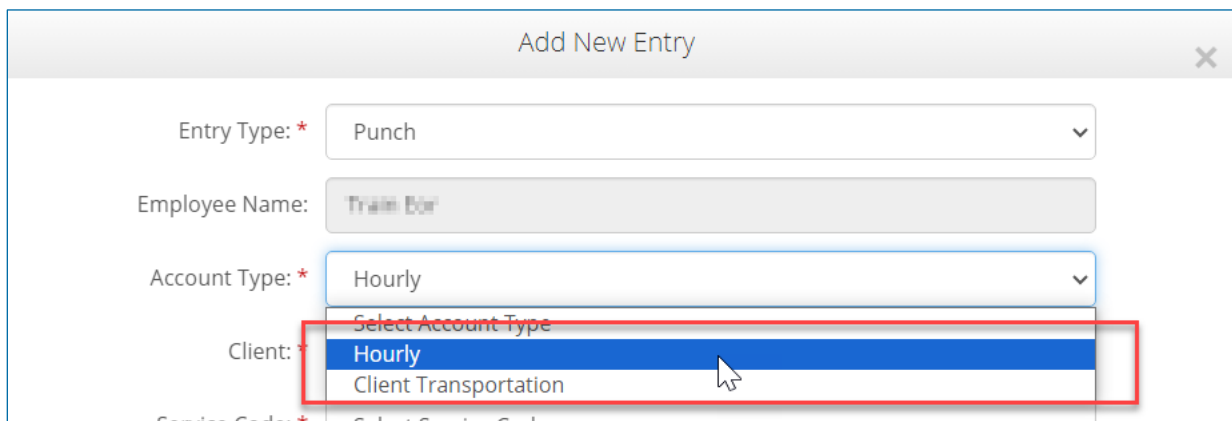 Add New Entry
×
Entry Type: * Punch
Employee Name:
Account Type: * Hourly
Select Account Type
Client: * Hourly
Client Transportation